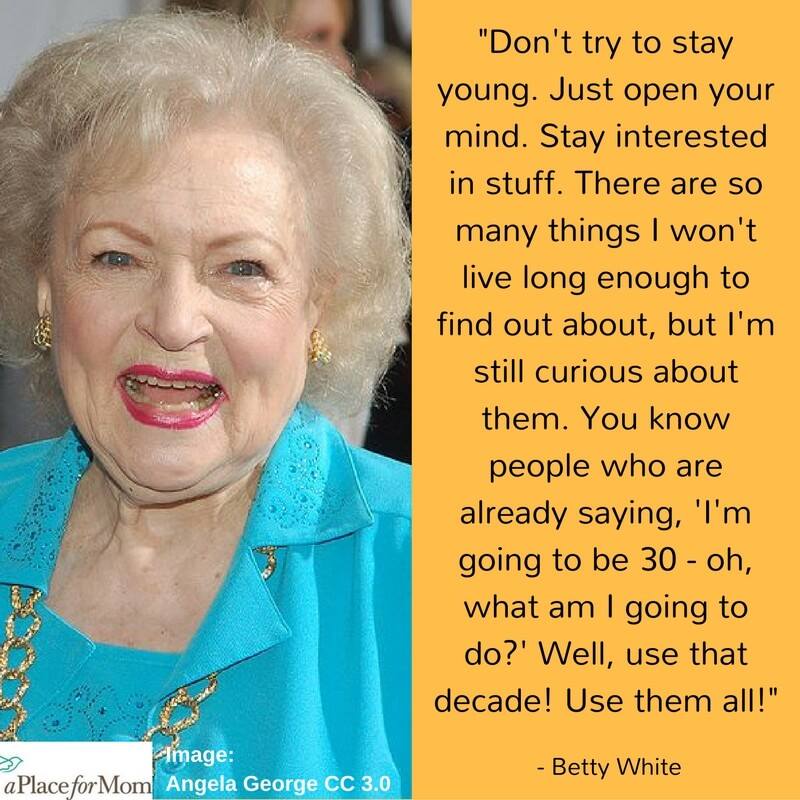 "Don't try to stay
young. Just open your
mind. Stay interested
in stuff. There are so
many things I won't
live long enough to
find out about, but I'm
still curious about
them. You know
people who are
already saying, 'I'm
going to be 30 - oh,
what am I going to
do?' Well, use that
decade! Use them all!"
- Betty White
aPlaceforMom
Image:
Angela George CC 3.0